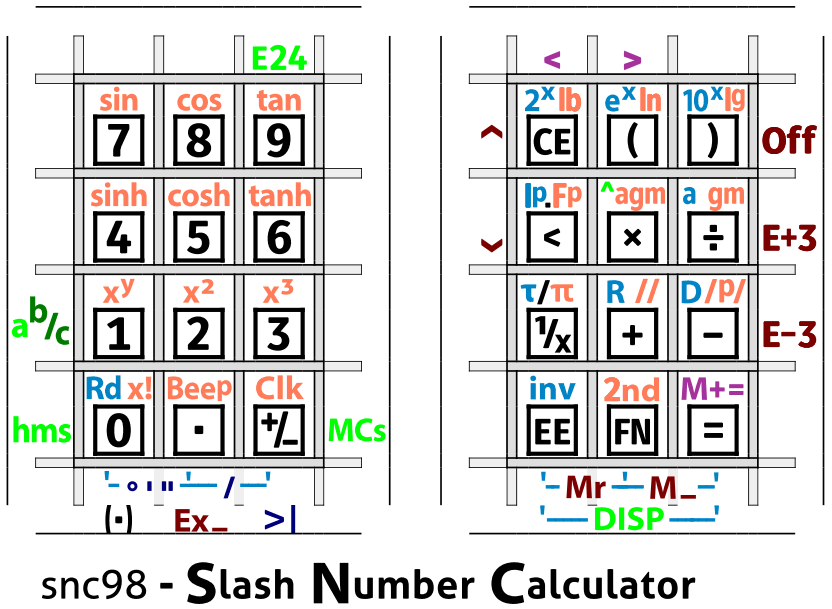 E24
sin cos tan
7 8 9
sinh cosh tanh
4 5 6
a b/c
xʸ x² x³
1 2 3
Rd x! Beep Clk
hms 0 . +/_ MCs
'- ° ' " '— / —'
(·) Ex_ >|
< >
2ˣ lb eˣ ln 10ˣ lg
^ CE ( ) Off
Ip.Fp ^agm a gm
˅ < × ÷ E+3
τ/π R // D/p/
1/x + − E−3
inv 2nd M+=
EE FN =
'— Mr —'— M_ —'
'— DISP —'
snc98 - Slash Number Calculator